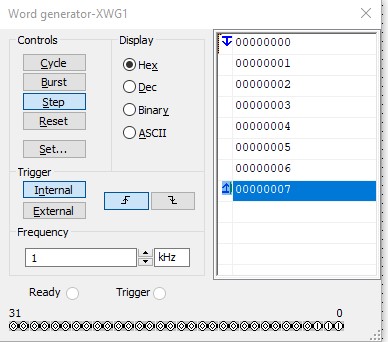 Word generator-XWG1
Controls
Cycle
Burst
Step
Reset
Set...
Display
Hex
Dec
Binary
ASCII
Trigger
Internal
External
Frequency
1
kHz
Ready
Trigger
31
0
00000000
00000001
00000002
00000003
00000004
00000005
00000006
00000007